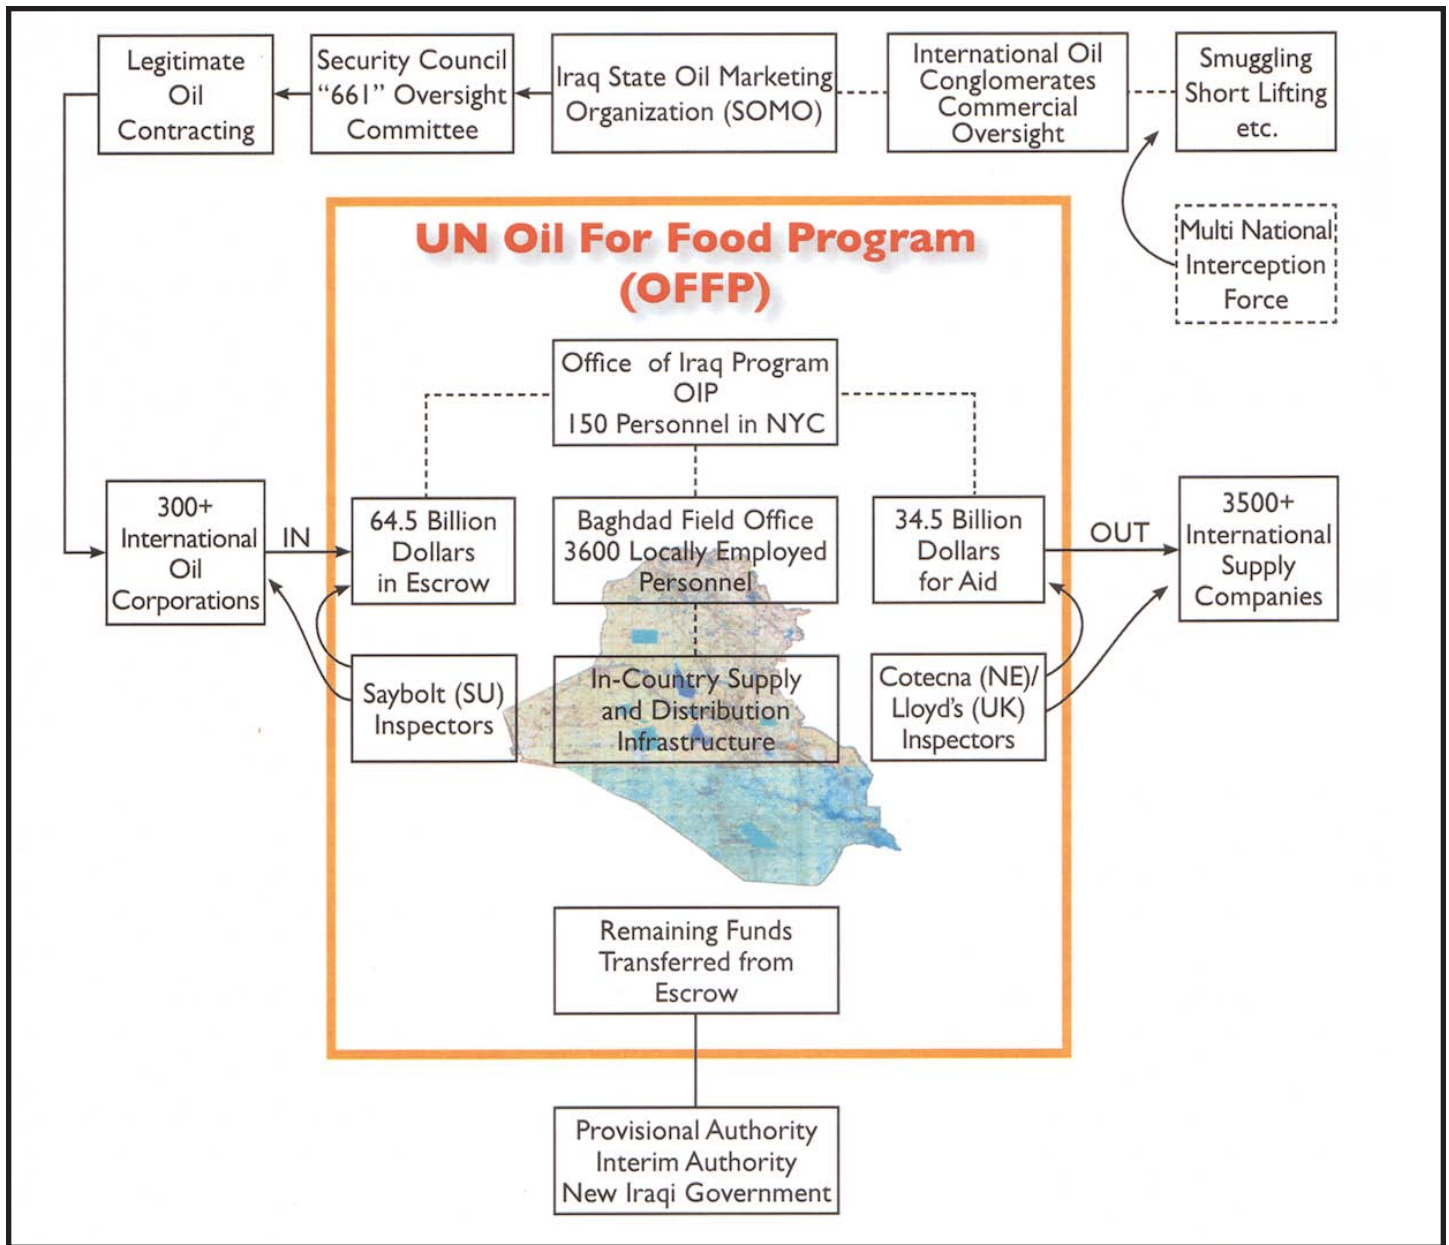 Legitimate
Oil
Contracting
Security Council
“661” Oversight
Committee
Iraq State Oil Marketing
Organization (SOMO)
International Oil
Conglomerates
Commercial
Oversight
Smuggling
Short Lifting
etc.
Multi National
Interception
Force
UN Oil For Food Program
(OFFP)
Office of Iraq Program
OIP
150 Personnel in NYC
300+
International
Oil
Corporations
IN
64.5 Billion
Dollars
in Escrow
Baghdad Field Office
3600 Locally Employed
Personnel
34.5 Billion
Dollars
for Aid
OUT
3500+
International
Supply
Companies
Saybolt (SU)
Inspectors
In-Country Supply
and Distribution
Infrastructure
Cotecna (NE)/
Lloyd’s (UK)
Inspectors
Remaining Funds
Transferred from
Escrow
Provisional Authority
Interim Authority
New Iraqi Government